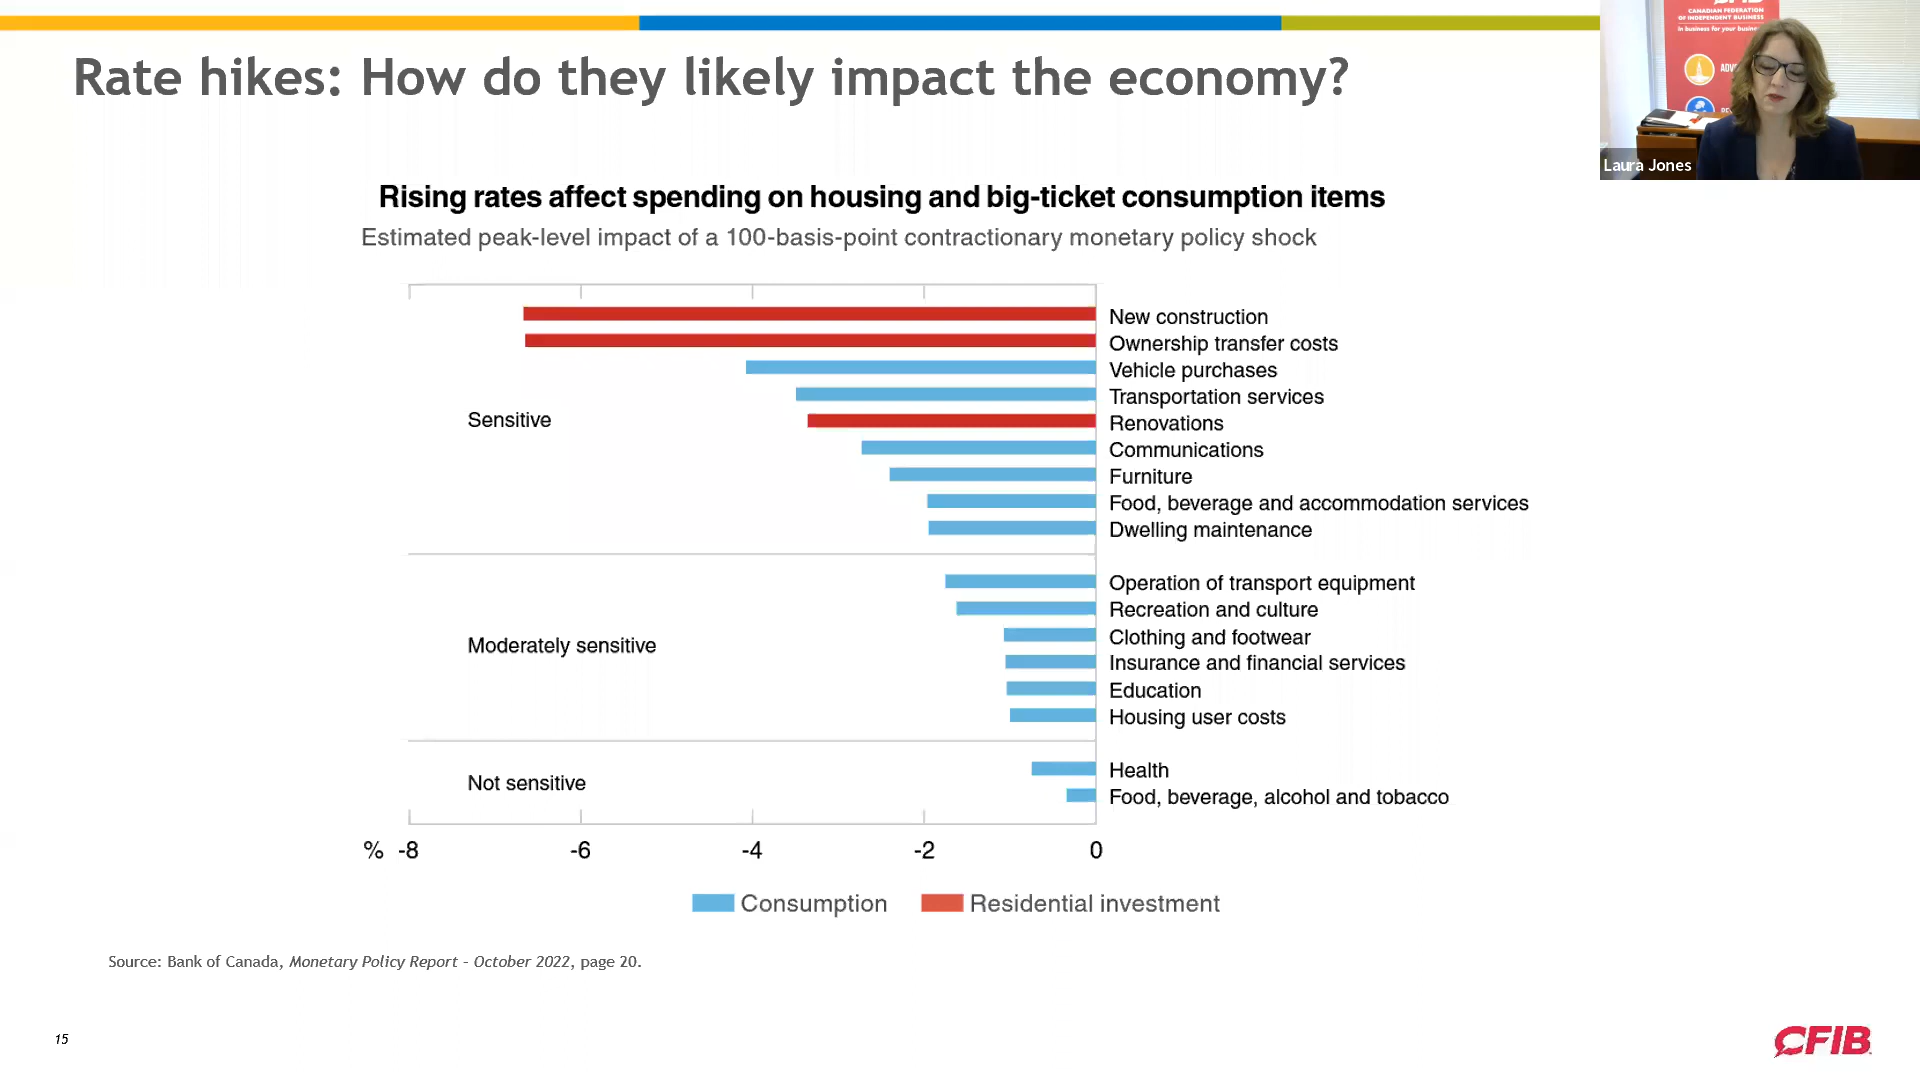 Rate hikes: How do they likely impact the economy?
CANADIAN FEDERATION
OF INDEPENDENT BUSINESS
In business for your
Laura Jones
Rising rates affect spending on housing and big-ticket consumption items
Estimated peak-level impact of a 100-basis-point contractionary monetary policy shock
New construction
Ownership transfer costs
Vehicle purchases
Transportation services
Sensitive
Renovations
Communications
Furniture
Food, beverage and accommodation services
Dwelling maintenance
Operation of transport equipment
Recreation and culture
Moderately sensitive
Clothing and footwear
Insurance and financial services
Education
Housing user costs
Not sensitive
Health
Food, beverage, alcohol and tobacco
% -8 -6 -4 -2 0
Consumption Residential investment
Source: Bank of Canada, Monetary Policy Report – October 2022, page 20.
15
CFIB